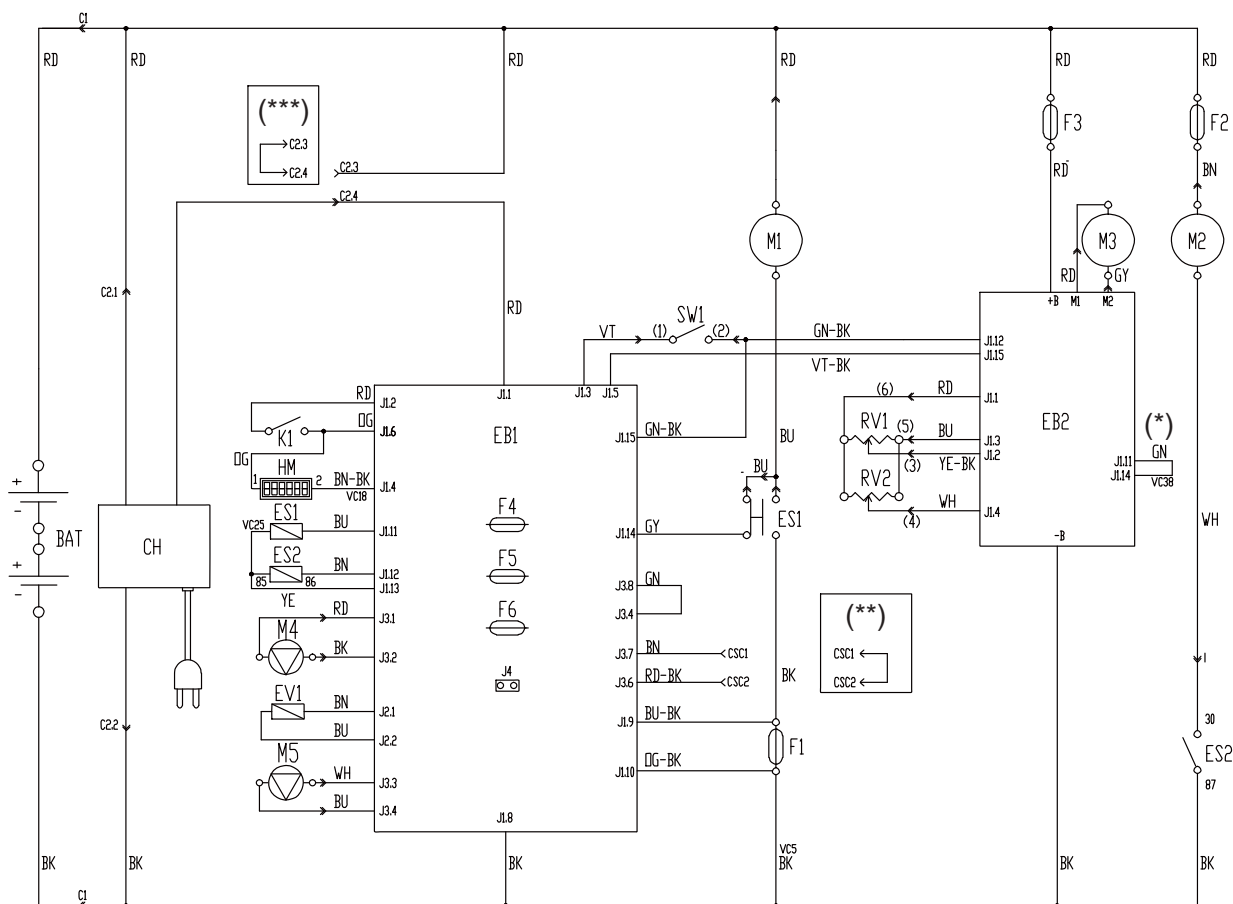 C1
RD RD RD RD RD RD
(***)
C2.3
C2.4
C2.3
C2.4
F3 F2
RD BN
M1 M3 M2
C2.1
RD GY
RD
+B M1 M2
SW1
VT (1) (2) GN-BK J1.12
VT-BK J1.15
J1.1 J1.3 J1.5
RD J1.2
(6) RD J1.1
OG J1.6
K1
EB1
GN-BK J1.15
BU
RV1 (5) BU J1.3
(3) YE-BK J1.2
EB2
(*)
GN
J1.11
J1.14
VC38
OG
HM
1 2 BN-BK J1.4
VC18
BU
RV2
WH J1.4
(4)
+
-
BAT
+
-
CH
ES1
VC25 BU J1.11
F4
GY J1.14
ES1
-B
WH
ES2
85 86 BN J1.12
J1.13
YE
F5
GN J3.8
J3.4
RD J3.1
M4
BK J3.2
F6
(**)
CSC1
CSC2
BN J3.7 CSC1
RD-BK J3.6 CSC2
BK
1
J4
EV1
BN J2.1
BU J2.2
BU-BK J1.9
F1
30
ES2
87
C2.2
M5
WH J3.3
BU J3.4
OG-BK J1.10
J1.8
VC5
BK BK BK BK BK BK
C1